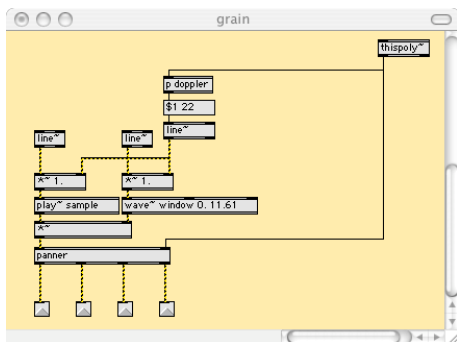 grain
thispoly~
p doppler
$1 22
line~
line~
line~
*~ 1.
*~ 1.
play~ sample
wave~ window 0. 11.61
*~
panner